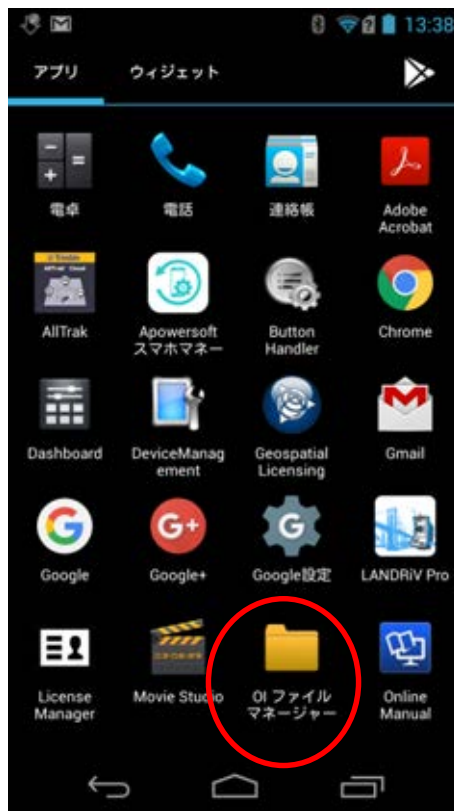 13:38
アプリ ウィジェット
電卓 電話 連絡帳 Adobe
Acrobat
AllTrak Apowersoft Button Chrome
スマホマネー Handler
Dashboard DeviceManag Geospatial Gmail
ement Licensing
Google Google+ Google設定 LANDRiV Pro
License Movie Studio OI ファイル Online
Manager マネージャー Manual